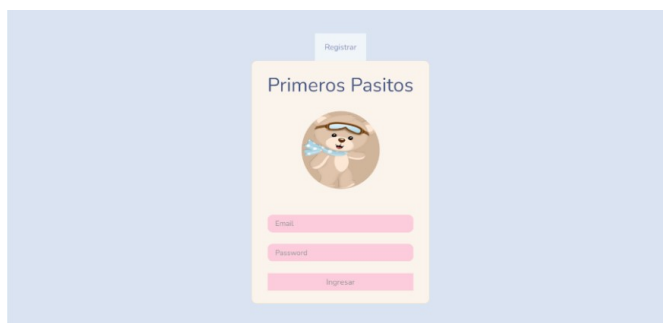 Registrar
Primeros Pasitos
Email
Password
Ingresar